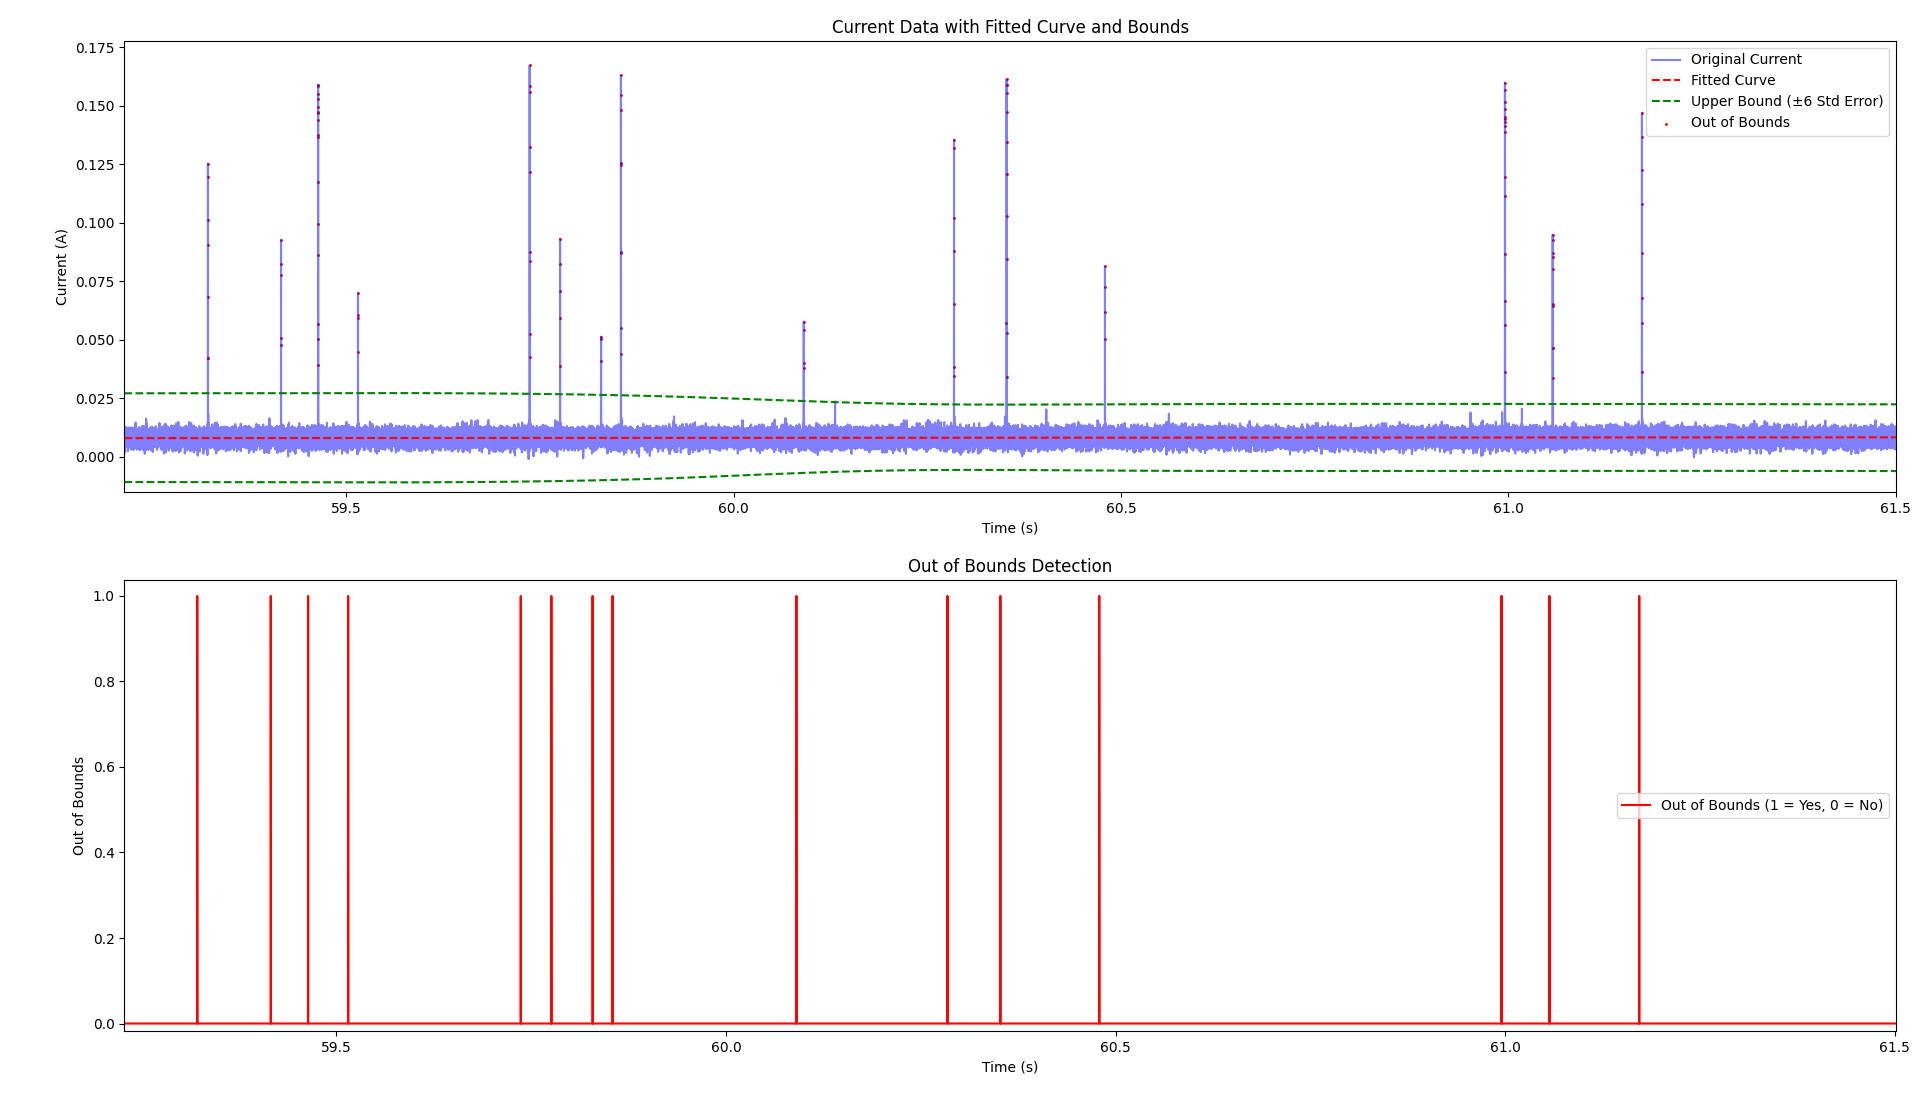 Current Data with Fitted Curve and Bounds
0.175
0.150
0.125
0.100
0.075
0.050
0.025
0.000
Current (A)
Original Current
Fitted Curve
Upper Bound (±6 Std Error)
Out of Bounds
59.5 60.0 60.5 61.0 61.5
Time (s)
Out of Bounds Detection
1.0
0.8
0.6
0.4
0.2
0.0
Out of Bounds
Out of Bounds (1 = Yes, 0 = No)
59.5 60.0 60.5 61.0 61.5
Time (s)